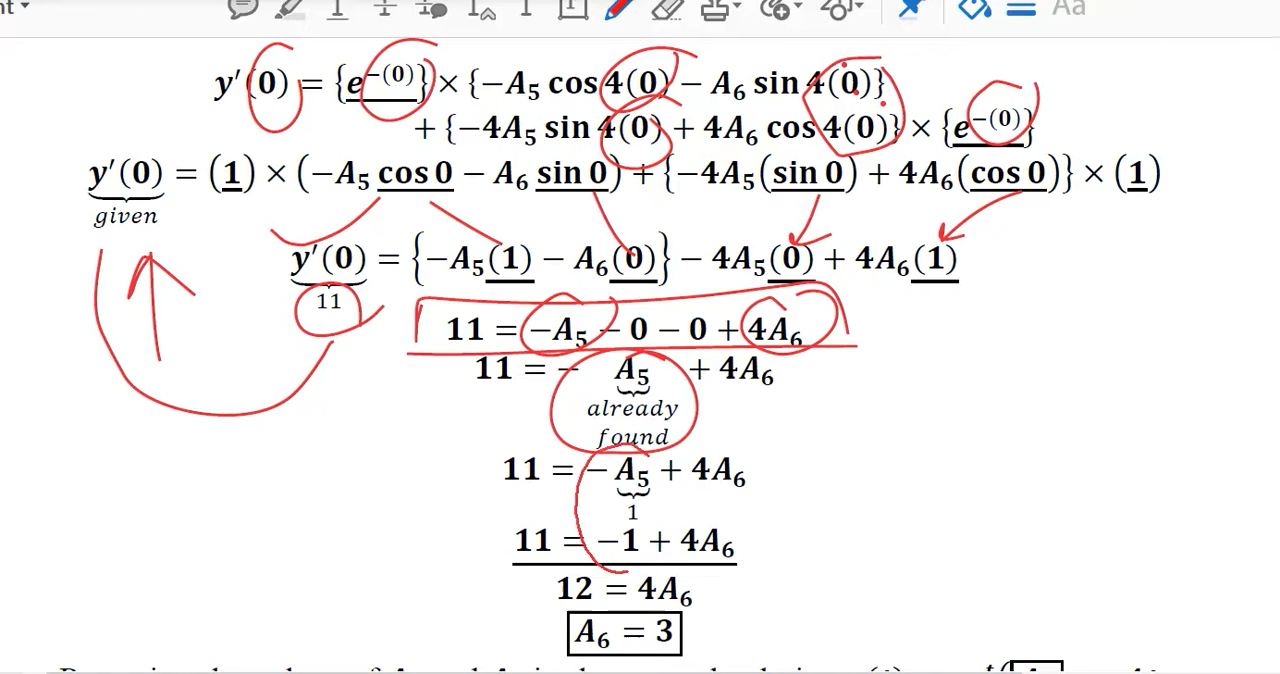 nt
Aa
y′(0) = {e^−(0)} × {−A₅ cos 4(0) − A₆ sin 4(0)}
+ {−4A₅ sin 4(0) + 4A₆ cos 4(0)} × {e^−(0)}
y′(0) = (1) × (−A₅ cos 0 − A₆ sin 0) + {−4A₅(sin 0) + 4A₆(cos 0)} × (1)
given
y′(0) = {−A₅(1) − A₆(0)} − 4A₅(0) + 4A₆(1)
11
11 = −A₅ − 0 − 0 + 4A₆
11 = − A₅ + 4A₆
already
found
11 = −A₅ + 4A₆
1
11 = −1 + 4A₆
12 = 4A₆
A₆ = 3